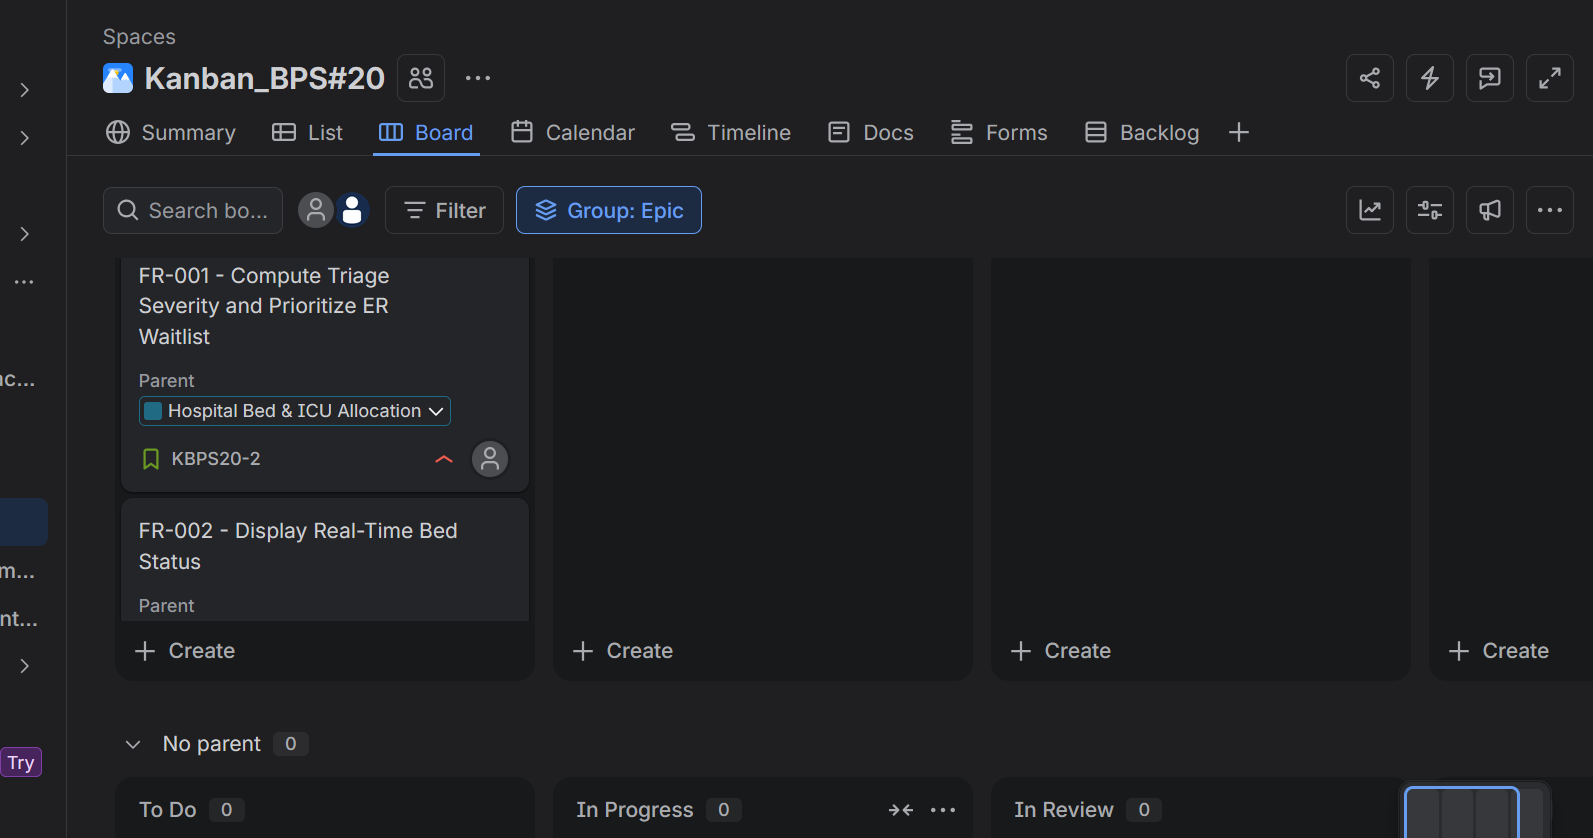 Spaces
Kanban_BPS#20
Summary
List
Board
Calendar
Timeline
Docs
Forms
Backlog
Search bo...
Filter
Group: Epic
FR-001 - Compute Triage
Severity and Prioritize ER
Waitlist
Parent
Hospital Bed & ICU Allocation
KBPS20-2
FR-002 - Display Real-Time Bed
Status
Parent
Create
Create
Create
Create
No parent 0
To Do 0
In Progress 0
In Review 0
c...
m...
nt...
Try